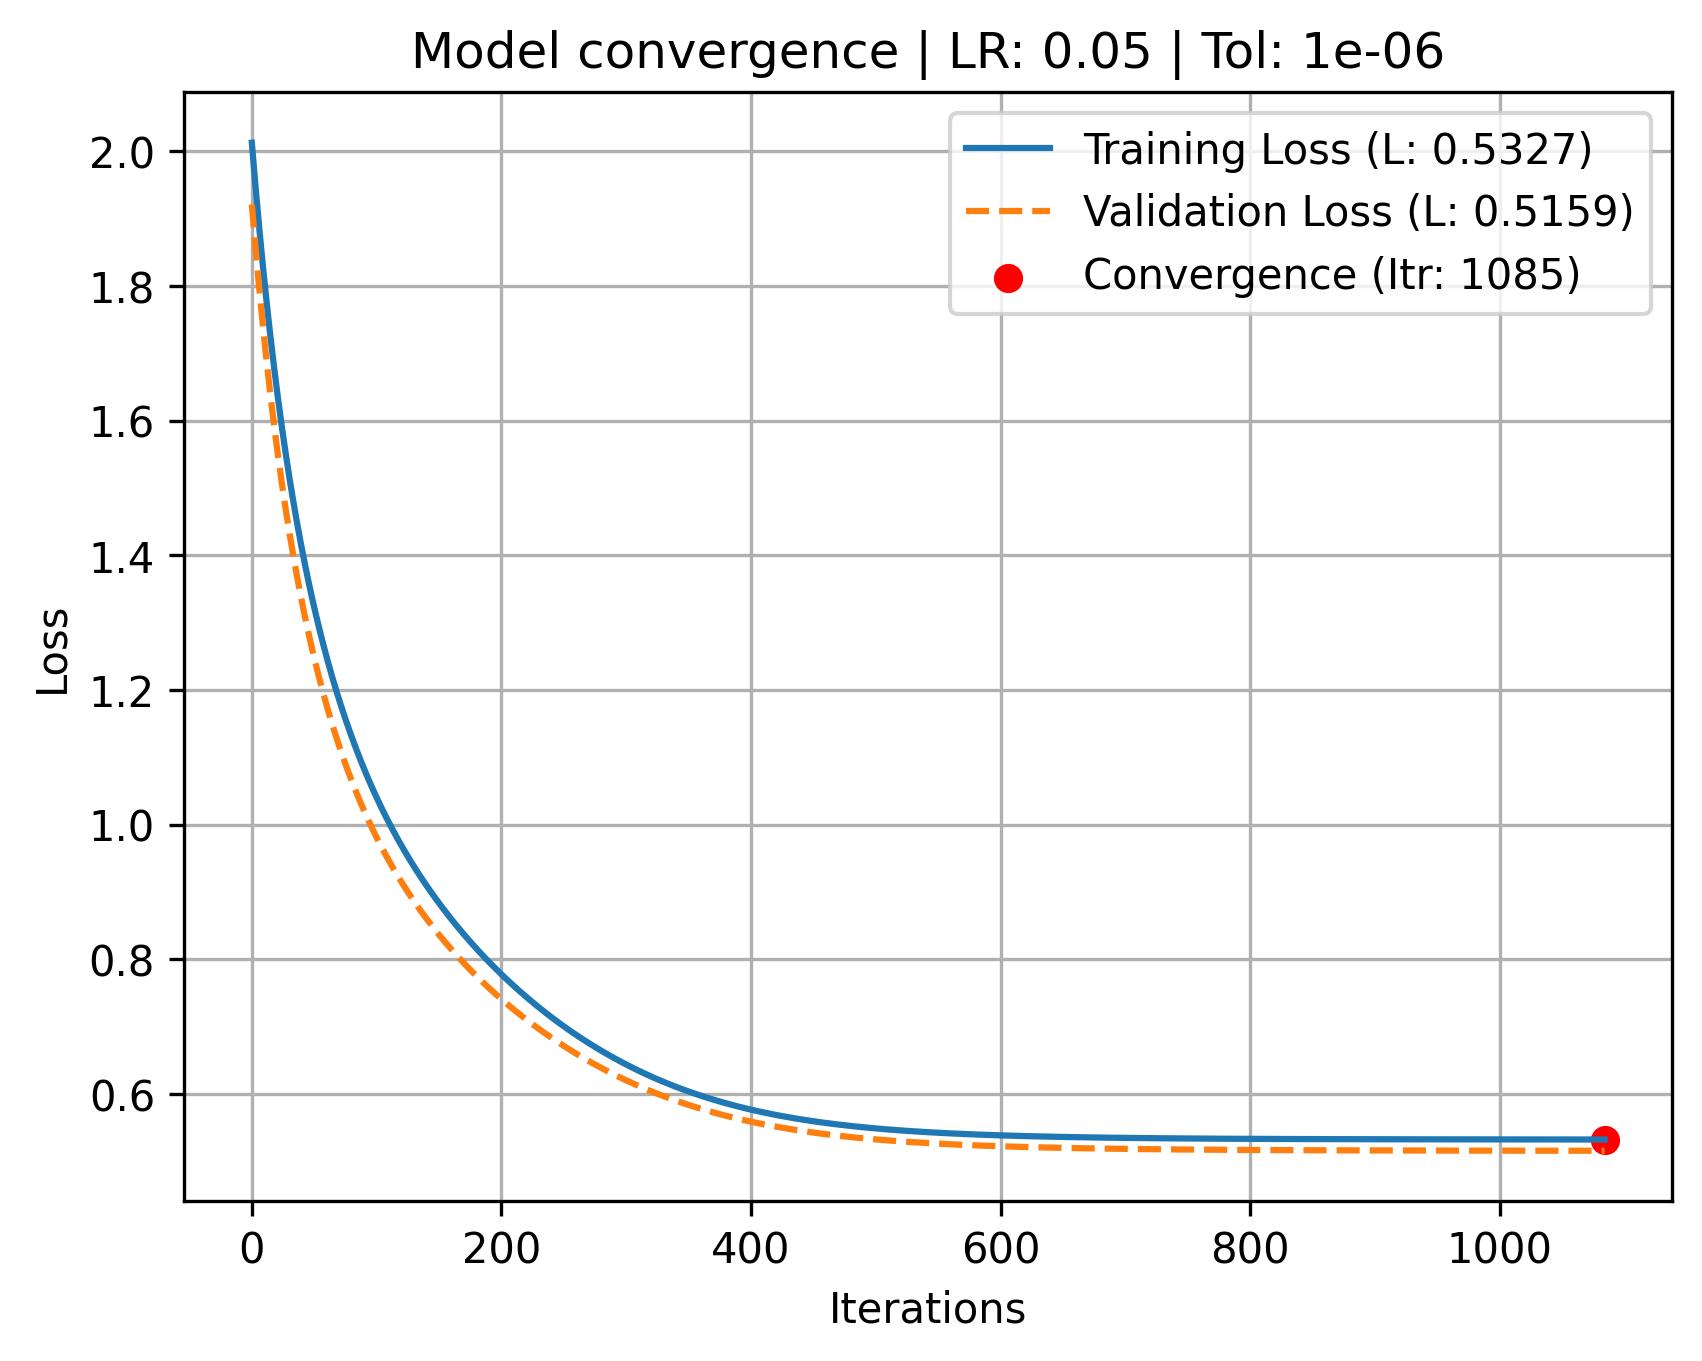 Model convergence | LR: 0.05 | Tol: 1e-06
Training Loss (L: 0.5327)
Validation Loss (L: 0.5159)
Convergence (Itr: 1085)
Loss
2.0
1.8
1.6
1.4
1.2
1.0
0.8
0.6
0 200 400 600 800 1000
Iterations